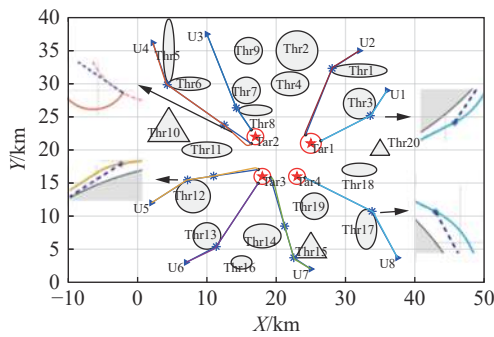 40
35
30
25
20
15
10
5
0
Y/km
−10
0
10
20
30
40
50
X/km
U4
Thr5
U3
Thr9
Thr2
U2
Thr6
Thr7
Thr4
Thr1
U1
Thr8
Thr3
Thr10
Tar2
Tar1
Thr20
Thr11
Tar3
Tar4
Thr18
U5
Thr12
Thr19
Thr13
Thr14
Thr17
Thr15
U6
Thr16
U7
U8